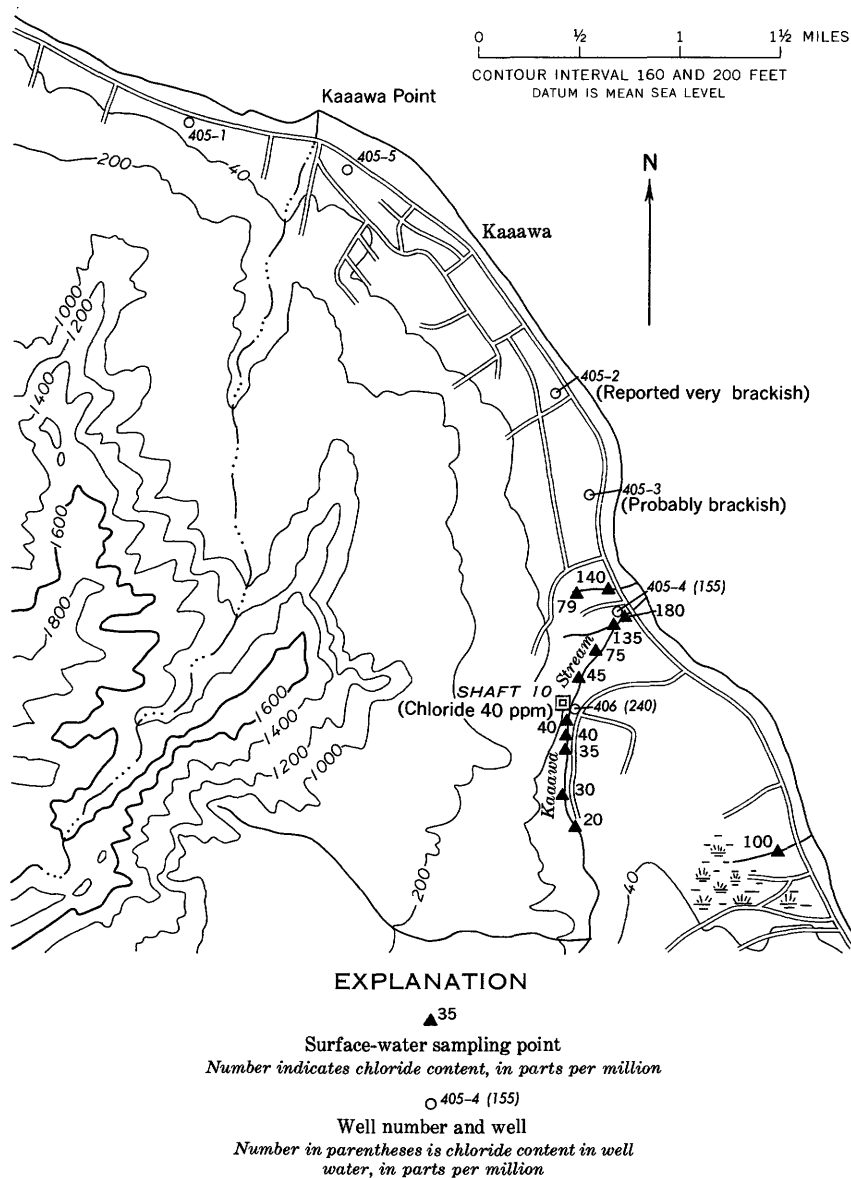 0 ½ 1 1½ MILES
CONTOUR INTERVAL 160 AND 200 FEET
DATUM IS MEAN SEA LEVEL
Kaaawa Point
405-1
405-5
N
200
40
Kaaawa
1000
1200
1400
405-2
(Reported very brackish)
405-3
(Probably brackish)
1600
1800
140
79
405-4 (155)
180
135
75
Stream
45
SHAFT 10
(Chloride 40 ppm)
406 (240)
1600
1400
1200
1000
40
40
35
Kaaawa
30
20
100
200
40
EXPLANATION
35
Surface-water sampling point
Number indicates chloride content, in parts per million
405-4 (155)
Well number and well
Number in parentheses is chloride content in well
water, in parts per million